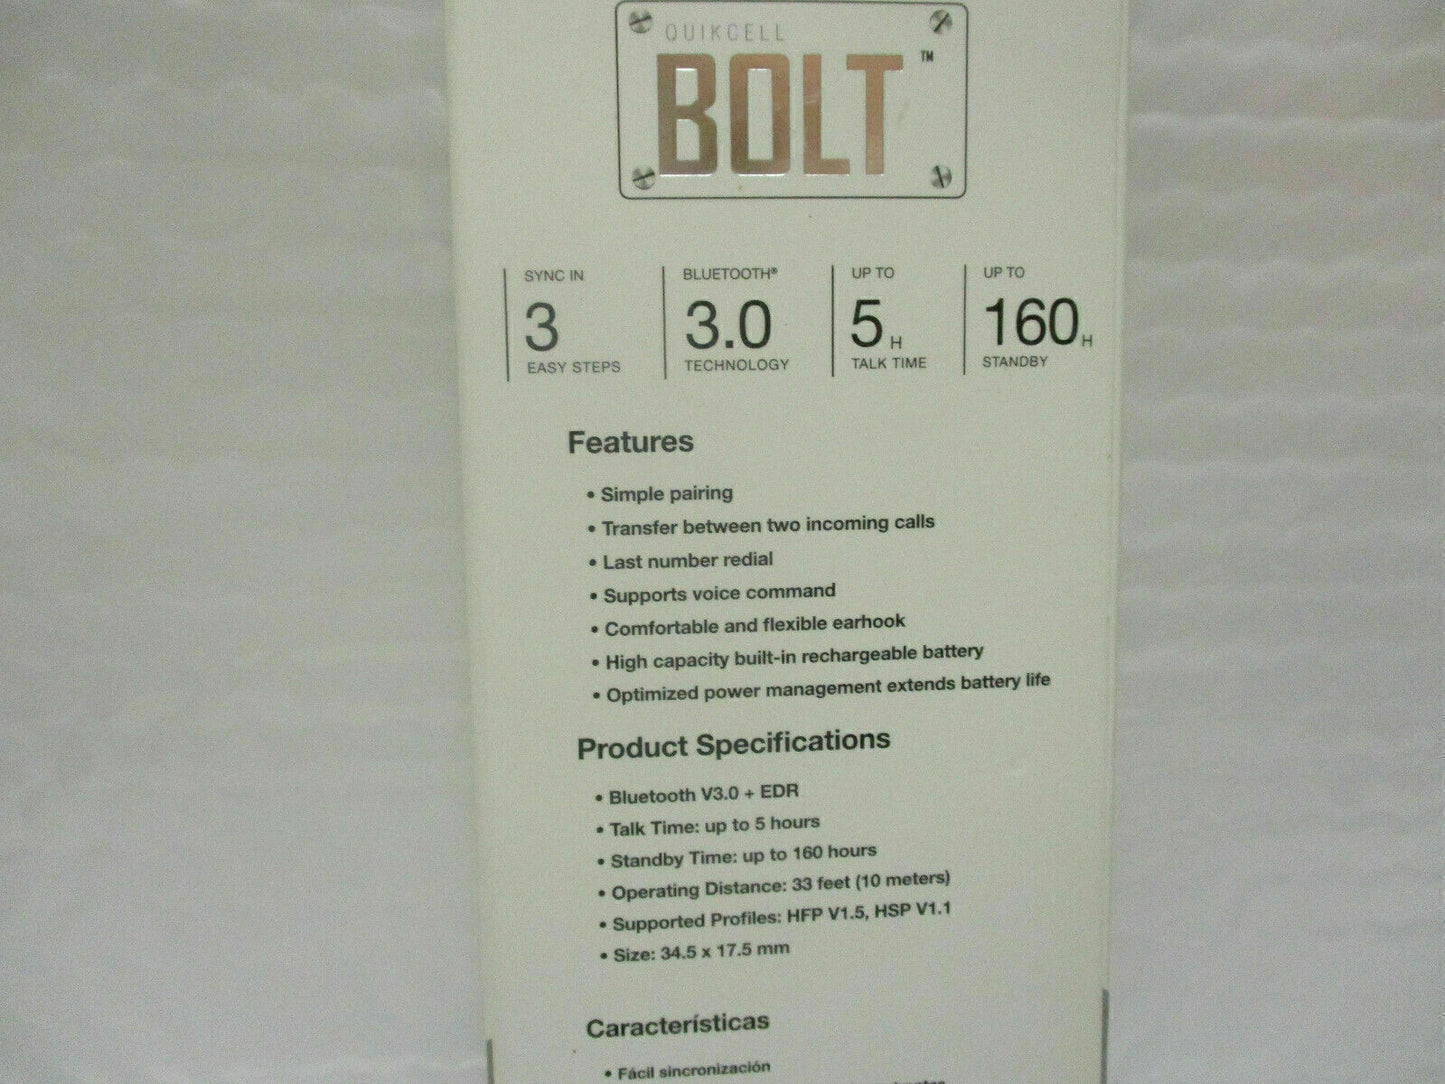 QUIKCELL
BOLT™
SYNC IN
3
EASY STEPS
BLUETOOTH®
3.0
TECHNOLOGY
UP TO
5 H
TALK TIME
UP TO
160 H
STANDBY
Features
• Simple pairing
• Transfer between two incoming calls
• Last number redial
• Supports voice command
• Comfortable and flexible earhook
• High capacity built-in rechargeable battery
• Optimized power management extends battery life
Product Specifications
• Bluetooth V3.0 + EDR
• Talk Time: up to 5 hours
• Standby Time: up to 160 hours
• Operating Distance: 33 feet (10 meters)
• Supported Profiles: HFP V1.5, HSP V1.1
• Size: 34.5 x 17.5 mm
Características
• Fácil sincronización